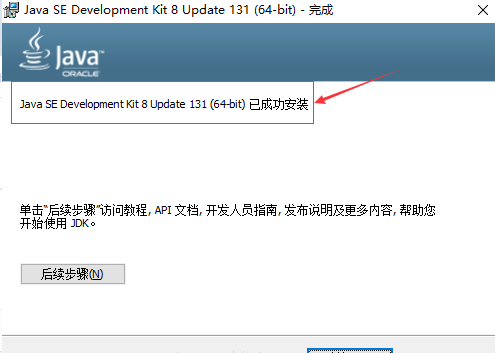 Java SE Development Kit 8 Update 131 (64-bit) - 完成
Java™
ORACLE
Java SE Development Kit 8 Update 131 (64-bit) 已成功安装
单击"后续步骤"访问教程, API 文档, 开发人员指南, 发布说明及更多内容, 帮助您
开始使用 JDK。
后续步骤(N)